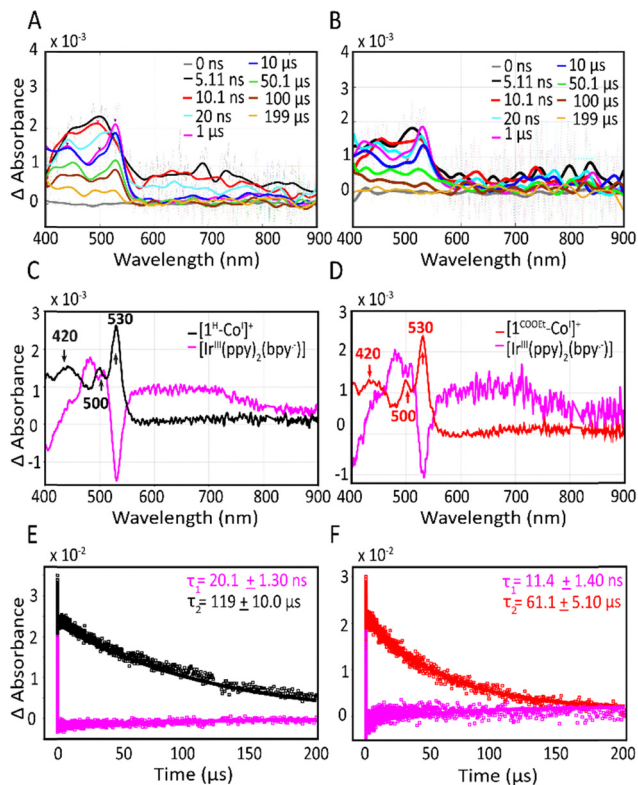 A
x 10⁻³
4
3
2
1
0
Δ Absorbance
0 ns
5.11 ns
10.1 ns
20 ns
1 μs
10 μs
50.1 μs
100 μs
199 μs
400 500 600 700 800 900
Wavelength (nm)
B
x 10⁻³
4
3
2
1
0
Δ Absorbance
0 ns
5.11 ns
10.1 ns
20 ns
1 μs
10 μs
50.1 μs
100 μs
199 μs
400 500 600 700 800 900
Wavelength (nm)
C
x 10⁻³
3
2
1
0
-1
Δ Absorbance
420
500
530
[1ᴴ-Coᴵ]⁺
[Irᴵᴵᴵ(ppy)₂(bpy⁻)]
400 500 600 700 800 900
Wavelength (nm)
D
x 10⁻³
3
2
1
0
-1
Δ Absorbance
420
500
530
[1ᶜᴼᴼᴱᵗ-Coᴵ]⁺
[Irᴵᴵᴵ(ppy)₂(bpy⁻)]
400 500 600 700 800 900
Wavelength (nm)
E
x 10⁻²
3
2
1
0
Δ Absorbance
τ₁= 20.1 ± 1.30 ns
τ₂= 119 ± 10.0 μs
0 50 100 150 200
Time (μs)
F
x 10⁻²
3
2
1
0
Δ Absorbance
τ₁= 11.4 ± 1.40 ns
τ₂= 61.1 ± 5.10 μs
0 50 100 150 200
Time (μs)